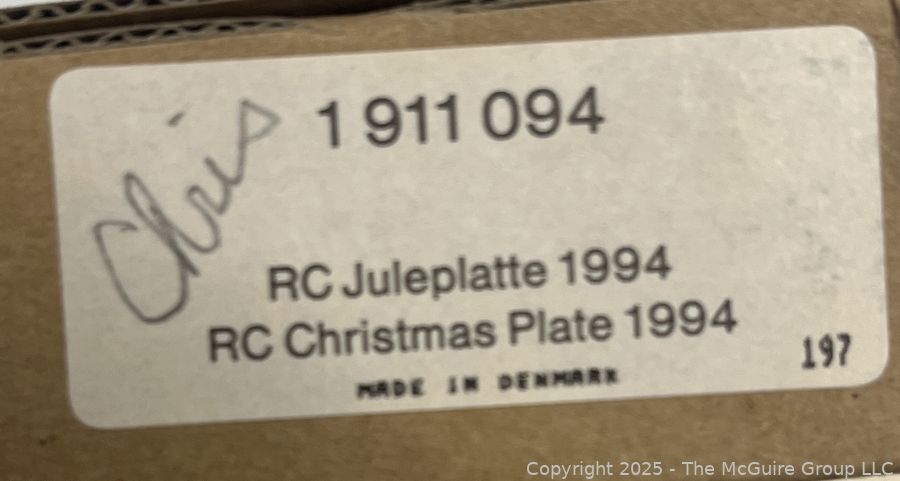 Chris
1 911 094
RC Juleplatte 1994
RC Christmas Plate 1994
MADE IN DENMARK
197
Copyright 2025 - The McGuire Group LLC